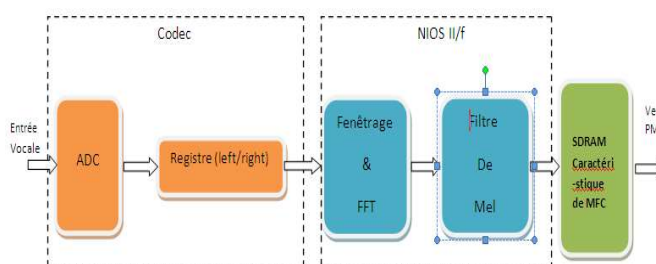 Codec
NIOS II/f
Entrée
Vocale
ADC
Registre (left/right)
Fenêtrage
&
FFT
Filtre
De
Mel
SDRAM
Caractéri
-stique
de MFC